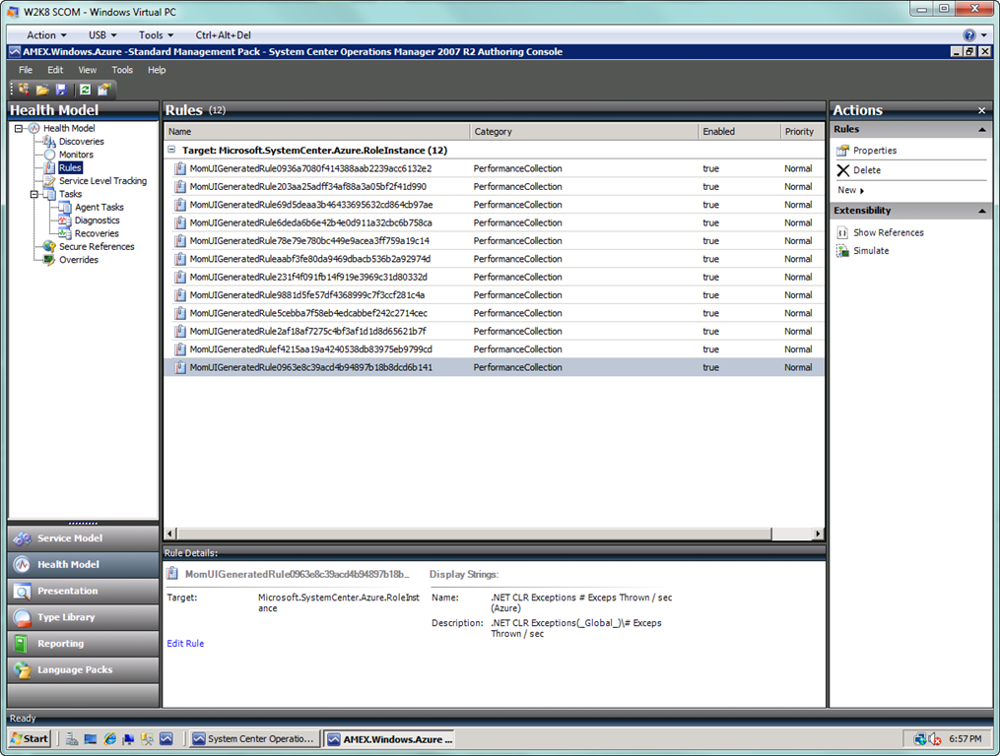 W2K8 SCOM - Windows Virtual PC
Action USB Tools Ctrl+Alt+Del
AMEX.Windows.Azure -Standard Management Pack - System Center Operations Manager 2007 R2 Authoring Console
File Edit View Tools Help
Health Model
Health Model
Discoveries
Monitors
Rules
Service Level Tracking
Tasks
Agent Tasks
Diagnostics
Recoveries
Secure References
Overrides
Service Model
Health Model
Presentation
Type Library
Reporting
Language Packs
Rules (12)
Name Category Enabled Priority
Target: Microsoft.SystemCenter.Azure.RoleInstance (12)
MomUIGeneratedRule0936a7080f414388aab2239acc6132e2 PerformanceCollection true Normal
MomUIGeneratedRule203aa25adff34af88a3a05bf2f41d990 PerformanceCollection true Normal
MomUIGeneratedRule69d5deaa3b46433695632cd864cb97ae PerformanceCollection true Normal
MomUIGeneratedRule6deda6b6e42b4e0d911a32cbc6b758ca PerformanceCollection true Normal
MomUIGeneratedRule78e79e780bc449e9acea3ff759a19c14 PerformanceCollection true Normal
MomUIGeneratedRuleaabf3fe80da9469dbacb536b2a92974d PerformanceCollection true Normal
MomUIGeneratedRule231f4f091fb14f919e3969c31d80332d PerformanceCollection true Normal
MomUIGeneratedRule9881d5fe57df4368999c7f3ccf281c4a PerformanceCollection true Normal
MomUIGeneratedRule5cebba7f58eb4edcabbef242c2714cec PerformanceCollection true Normal
MomUIGeneratedRule2af18af7275c4bf3af1d1d8d65621b7f PerformanceCollection true Normal
MomUIGeneratedRulef4215aa19a4240538db83975eb9799cd PerformanceCollection true Normal
MomUIGeneratedRule0963e8c39acd4b94897b18b8dcd6b141 PerformanceCollection true Normal
Rule Details:
MomUIGeneratedRule0963e8c39acd4b94897b18b... Display Strings:
Target: Microsoft.SystemCenter.Azure.RoleInst
ance
Name: .NET CLR Exceptions # Exceps Thrown / sec
(Azure)
Description: .NET CLR Exceptions(_Global_)\# Exceps
Thrown / sec
Edit Rule
Actions
Rules
Properties
Delete
New
Extensibility
Show References
Simulate
Ready
Start System Center Operatio... AMEX.Windows.Azure ... 6:57 PM